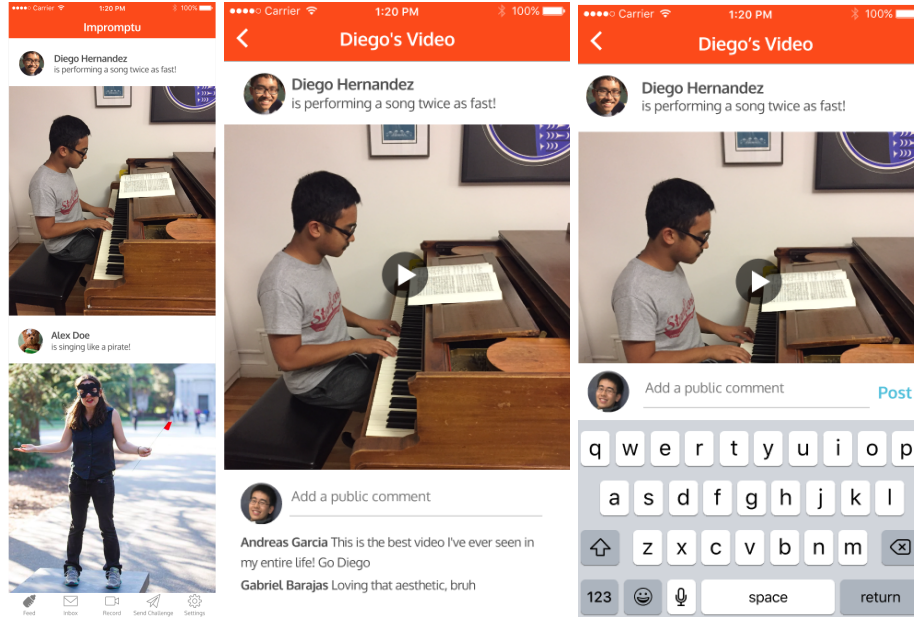 Carrier 1:20 PM 100%
Impromptu
Diego Hernandez
is performing a song twice as fast!
Alex Doe
is singing like a pirate!
Feed Inbox Record Send Challenge Settings
Carrier 1:20 PM 100%
Diego's Video
Diego Hernandez
is performing a song twice as fast!
Add a public comment
Andreas Garcia This is the best video I've ever seen in
my entire life! Go Diego
Gabriel Barajas Loving that aesthetic, bruh
Carrier 1:20 PM 100%
Diego’s Video
Diego Hernandez
is performing a song twice as fast!
Add a public comment Post
q w e r t y u i o p
a s d f g h j k l
z x c v b n m
123 space return